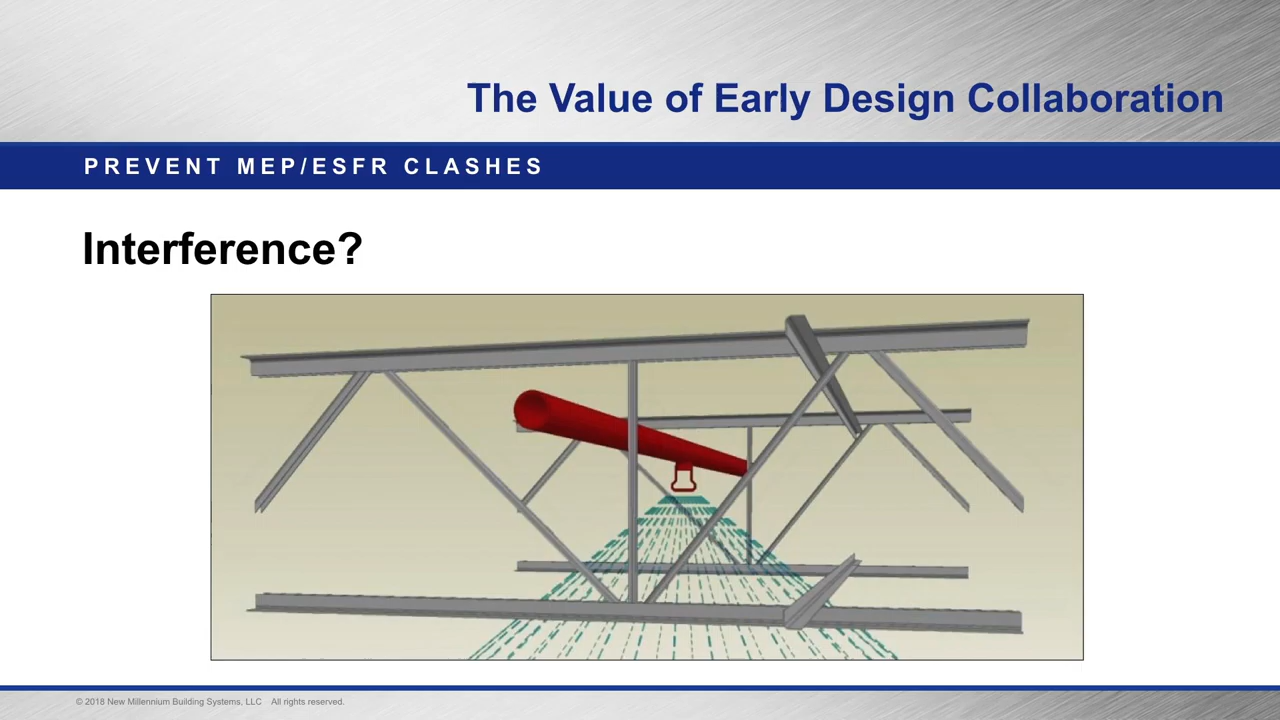 The Value of Early Design Collaboration
PREVENT MEP/ESFR CLASHES
Interference?
© 2018 New Millennium Building Systems, LLC All rights reserved.